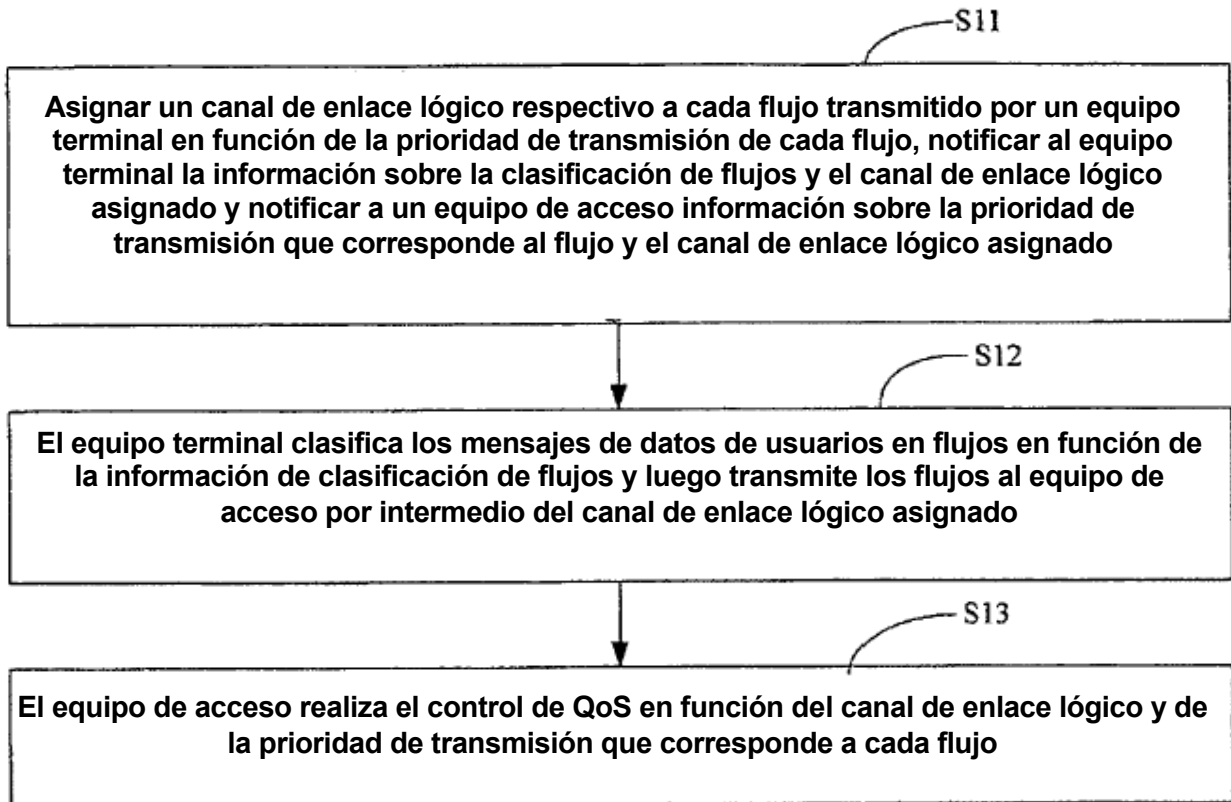 S11
Asignar un canal de enlace lógico respectivo a cada flujo transmitido por un equipo
terminal en función de la prioridad de transmisión de cada flujo, notificar al equipo
terminal la información sobre la clasificación de flujos y el canal de enlace lógico
asignado y notificar a un equipo de acceso información sobre la prioridad de
transmisión que corresponde al flujo y el canal de enlace lógico asignado
S12
El equipo terminal clasifica los mensajes de datos de usuarios en flujos en función de
la información de clasificación de flujos y luego transmite los flujos al equipo de
acceso por intermedio del canal de enlace lógico asignado
S13
El equipo de acceso realiza el control de QoS en función del canal de enlace lógico y de
la prioridad de transmisión que corresponde a cada flujo